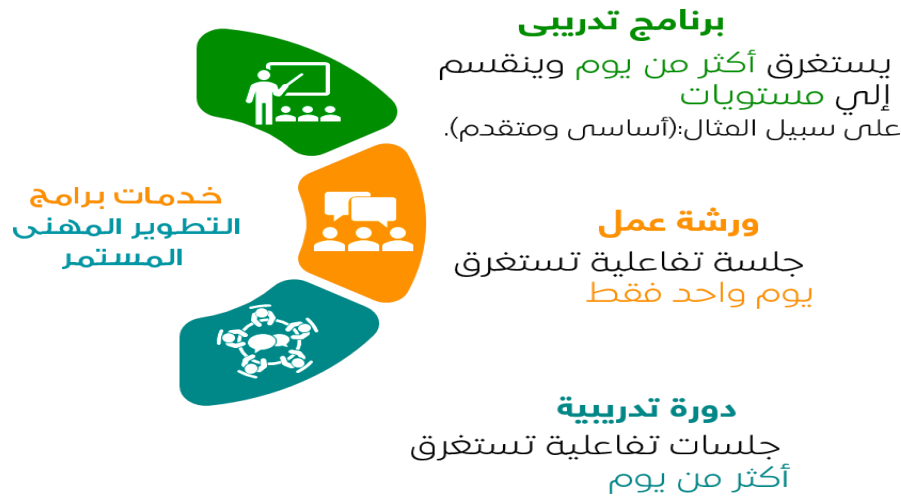 برنامج تدريبى
يستغرق أكثر من يوم وينقسم
إلي مستويات
على سبيل المثال:(أساسى ومتقدم).
خدمات برامج
التطوير المهنى
المستمر
ورشة عمل
جلسة تفاعلية تستغرق
يوم واحد فقط
دورة تدريبية
جلسات تفاعلية تستغرق
أكثر من يوم